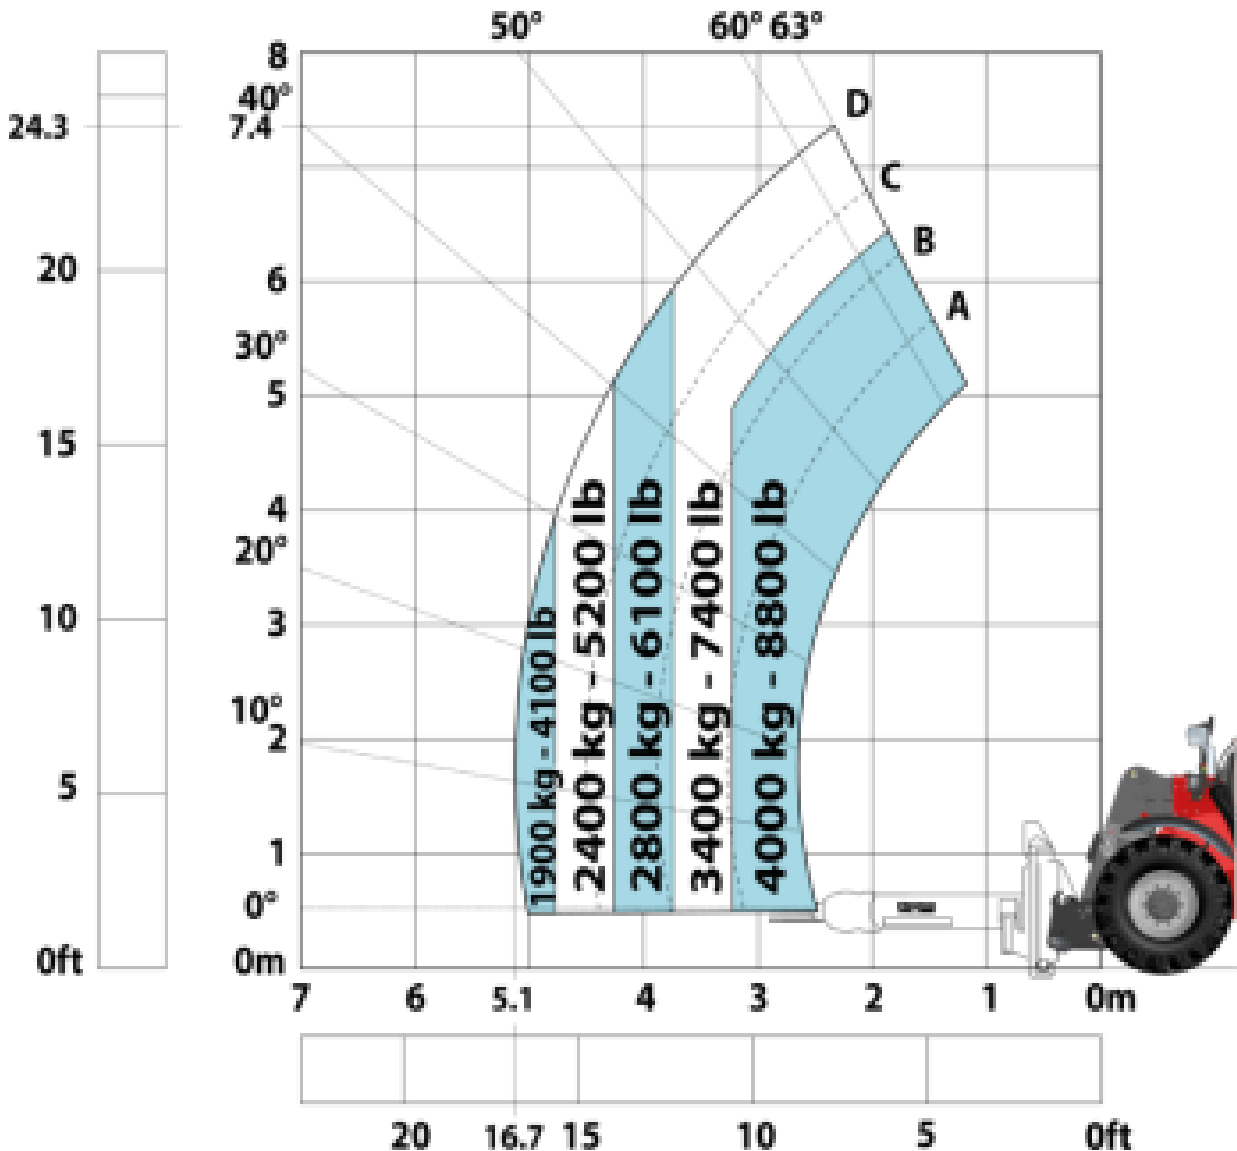 50° 60° 63°
8
40°
24.3 7.4
D
C
B
A
20
6
30°
5
15
4
20°
10
3
10°
2
5
1
0°
0ft 0m
1900 kg - 4100 lb
2400 kg - 5200 lb
2800 kg - 6100 lb
3400 kg - 7400 lb
4000 kg - 8800 lb
7 6 5.1 4 3 2 1 0m
20 16.7 15 10 5 0ft